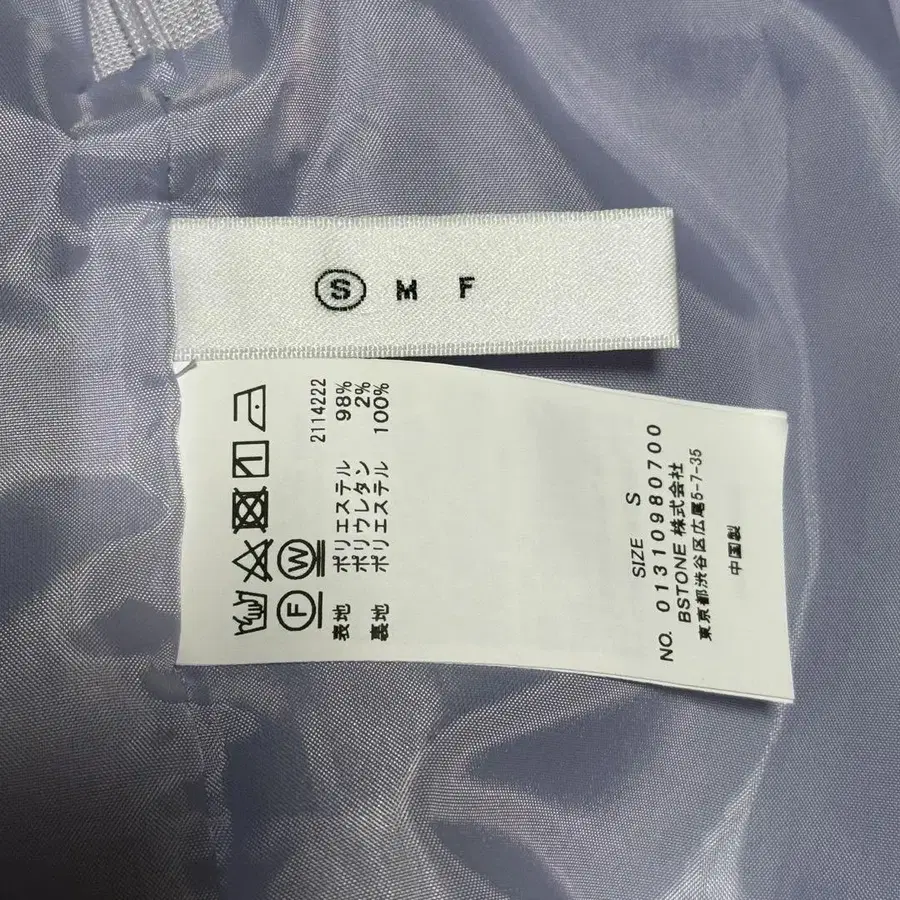 S M F
2114222
表地 ポリエステル 98%
ポリウレタン 2%
裏地 ポリエステル 100%
SIZE S
NO. 01310980700
BSTONE 株式会社
東京都渋谷区広尾5-7-35
中国製
W
F